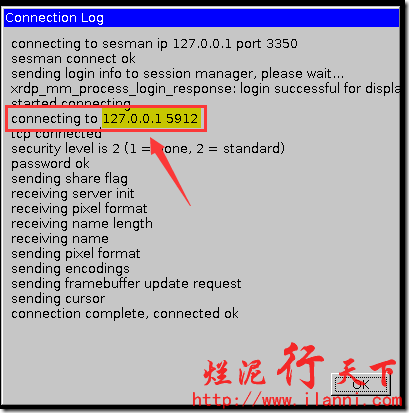 Connection Log
connecting to sesman ip 127.0.0.1 port 3350
sesman connect ok
sending login info to session manager, please wait...
xrdp_mm_process_login_response: login successful for displa
started connecting
connecting to 127.0.0.1 5912
tcp connected
security level is 2 (1 = none, 2 = standard)
password ok
sending share flag
receiving server init
receiving pixel format
receiving name length
receiving name
sending pixel format
sending encodings
sending framebuffer update request
sending cursor
connection complete, connected ok
烂泥行天下
OK
http://www.ilanni.com